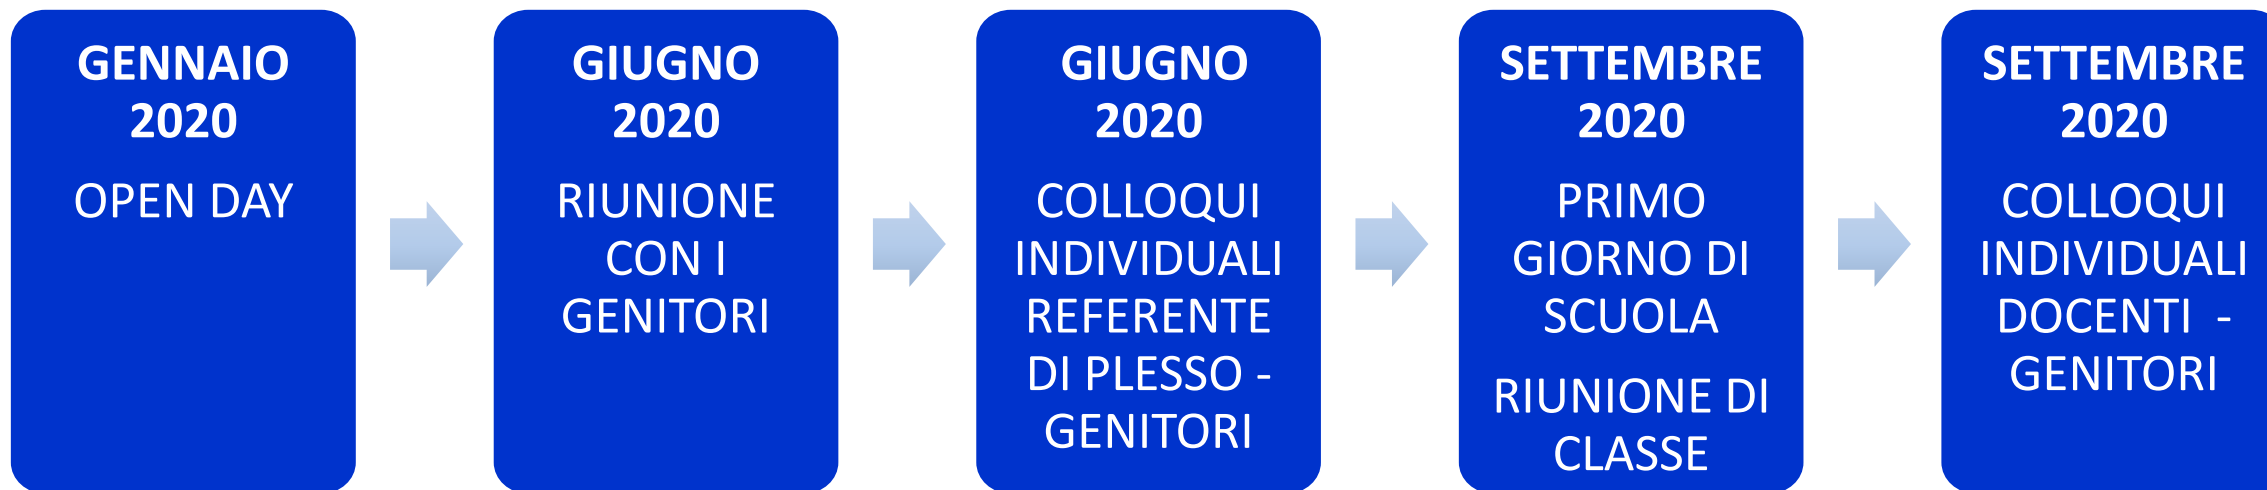 GENNAIO
2020
OPEN DAY
GIUGNO
2020
RIUNIONE
CON I
GENITORI
GIUGNO
2020
COLLOQUI
INDIVIDUALI
REFERENTE
DI PLESSO -
GENITORI
SETTEMBRE
2020
PRIMO
GIORNO DI
SCUOLA
RIUNIONE DI
CLASSE
SETTEMBRE
2020
COLLOQUI
INDIVIDUALI
DOCENTI  -
GENITORI